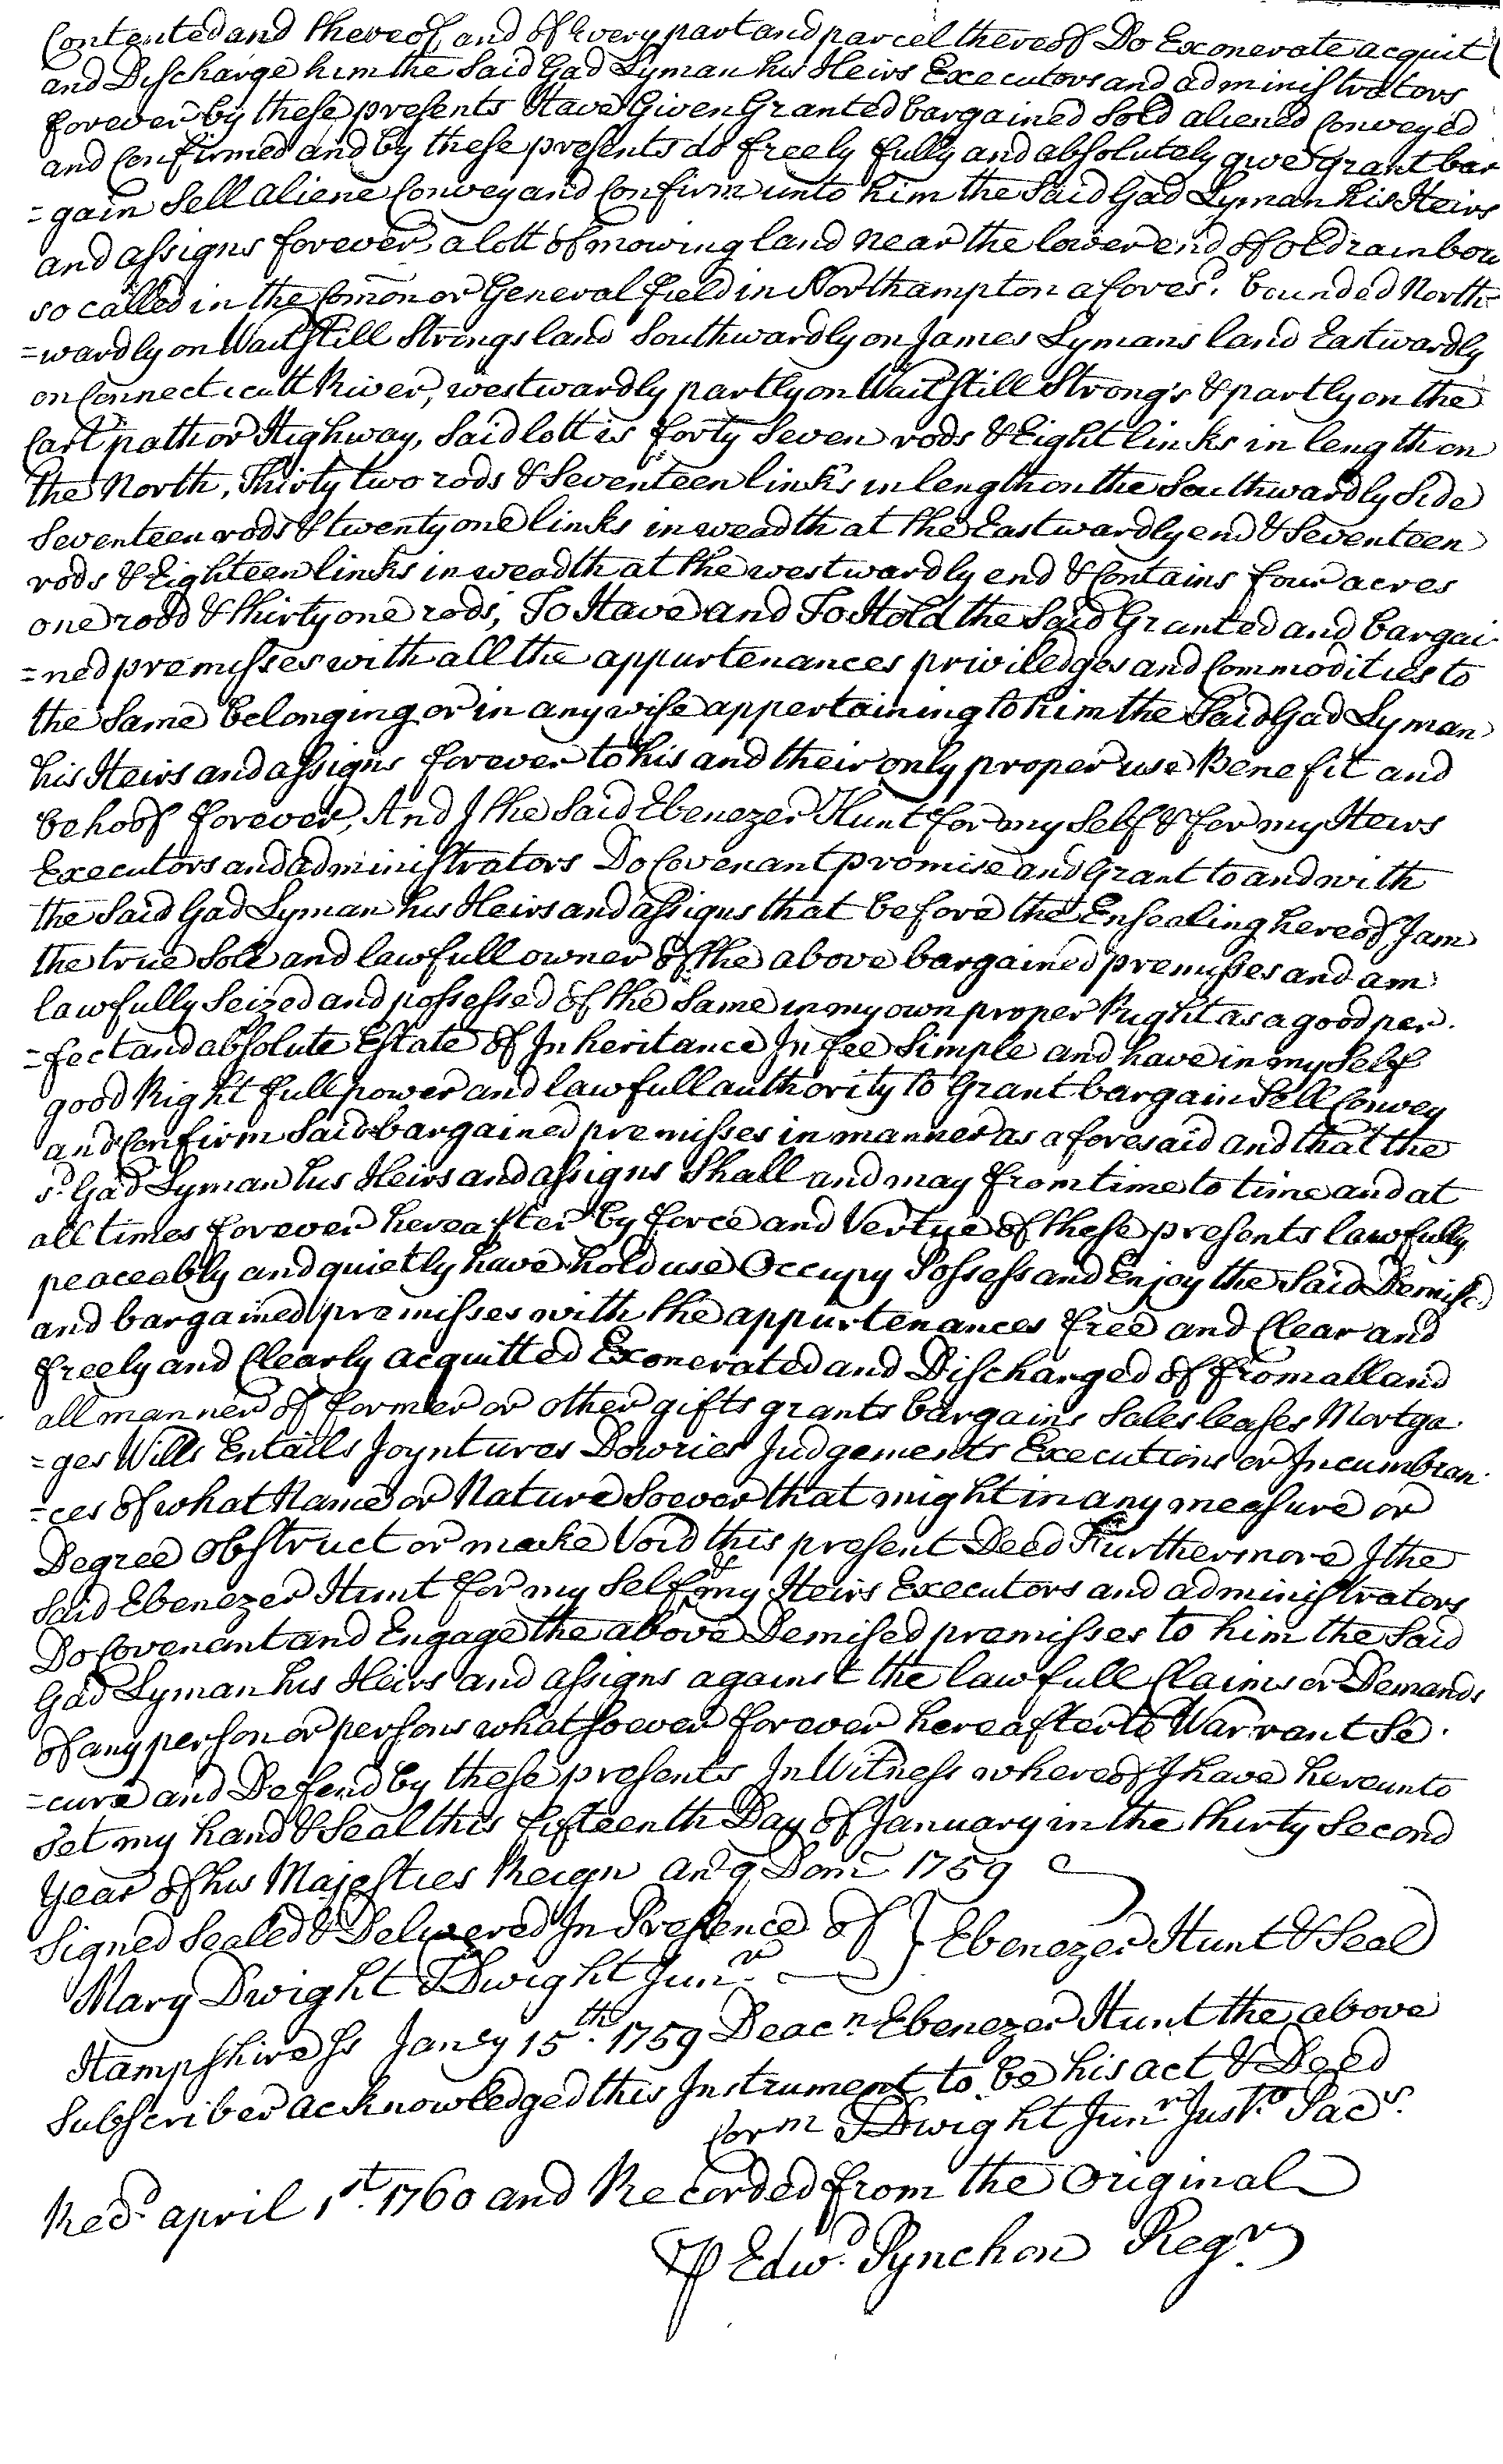 Contented and thereof and of Every part and parcel thereof Do Exonerate acquit
and Discharge him the Said Gad Lyman his Heirs Executors and administrators
forever by these presents Have Given Granted bargained Sold aliened Conveyed
and Confirmed and by these presents do freely fully and absolutely give grant bar
=gain Sell aliene Convey and Confirm unto him the Said Gad Lyman his Heirs
and assigns forever a lott of mowing land near the lower end of old rainbow
so called in the Comon or General field in Northampton afores.d bounded North
=wardly on Waitstill Strongs land Southwardly on James Lymans land Eastwardly
on Connecticutt River, westwardly partly on Waitstill Strong's & partly on the
Cart path or Highway, Said lott is forty Seven rods & Eight links in length on
the North, Thirty two rods & Seventeen links in length on the Southwardly Side
Seventeen rods & twenty one links in weadth at the Eastwardly end & Seventeen
rods & Eighteen links in weadth at the westwardly end & Contains four acres
one rood & thirty one rods, To Have and To Hold the Said Granted and bargai
=ned premisses with all the appurtenances priviledges and Commodities to
the Same belonging or in any wise appertaining to him the Said Gad Lyman
his Heirs and assigns forever to his and their only proper use Benefit and
behoof forever, And I the Said Ebenezer Hunt for my Self & for my Heirs
Executors and administrators Do Covenant promise and Grant to and with
the Said Gad Lyman his Heirs and assigns that before the Ensealing hereof I am
the true Sole and lawfull owner of the above bargained premisses and am
lawfully Seized and possessed of the Same in my own proper Right as a good per.
=fect and absolute Estate of Inheritance In fee Simple and have in my Self
good Right full power and lawfull authority to Grant bargain Sell Convey
and Confirm Said bargained premisses in manner as aforesaid and that the
s.d Gad Lyman his Heirs and assigns Shall and may from time to time and at
all times forever hereafter by force and Vertue of these presents lawfully
peaceably and quietly have hold use Occupy Possess and Enjoy the Said Demis.d
and bargained premisses with the appurtenances free and Clear and
freely and Clearly acquitted Exonerated and Discharged of from all and
all manner of former or other gifts grants bargains Sales leases Mortga
=ges Wills Entails Joyntures Dowries Judgements Executions or Incumbran
=ces of what Name or Nature Soever that might in any measure or
Degree obstruct or make Void this present Deed Furthermore I the
Said Ebenezer Hunt for my Self & my Heirs Executors and administrators
Do Covenant and Engage the above Demised premisses to him the Said
Gad Lyman his Heirs and assigns against the lawfull Claims or Demands
of any person or persons whatsoever forever hereafter to Warrant Se
=cure and Defend by these presents In Witness whereof I have hereunto
Set my hand & Seal this fifteenth Day of January in the thirty Second
Year of his Majesties Reign Anoq Domi 1759
Signed Sealed & Delivered In Presence of } Ebenezer Hunt & Seal
Mary Dwight T Dwight Junr
Hampshire Ss Jany 15th. 1759 Deacn. Ebenezer Hunt the above
Subscriber acknowledged this Instrument to be his act & Deed
Corm T Dwight Junr Justo Pacs.
Recd april 1st. 1760 and Recorded from the Original
P Edwd. Pynchon Regr